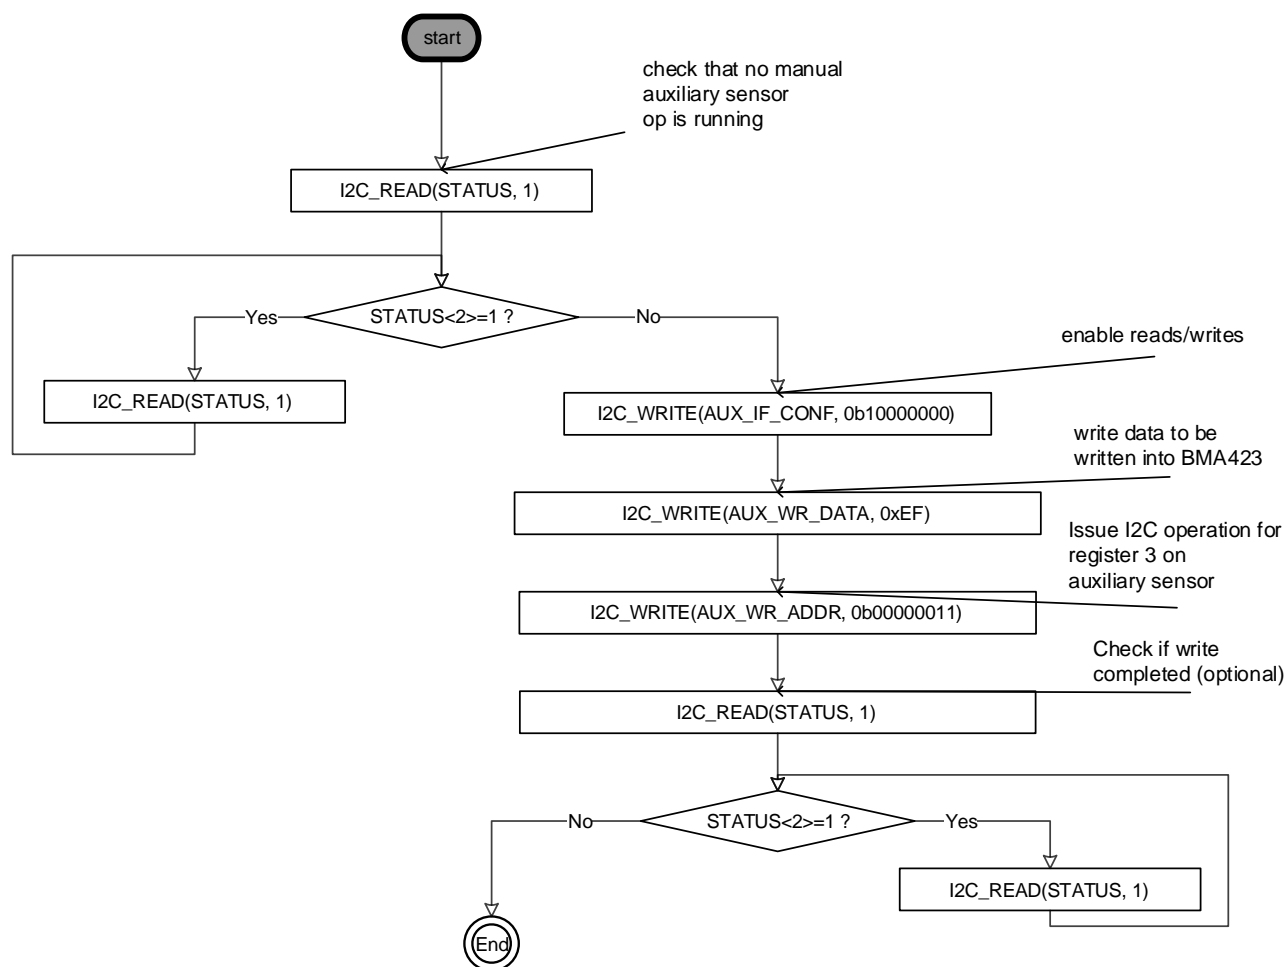 start
check that no manual
auxiliary sensor
op is running
I2C_READ(STATUS, 1)
STATUS<2>=1 ?
Yes
No
I2C_READ(STATUS, 1)
enable reads/writes
I2C_WRITE(AUX_IF_CONF, 0b10000000)
write data to be
written into BMA423
I2C_WRITE(AUX_WR_DATA, 0xEF)
Issue I2C operation for
register 3 on
auxiliary sensor
I2C_WRITE(AUX_WR_ADDR, 0b00000011)
Check if write
completed (optional)
I2C_READ(STATUS, 1)
STATUS<2>=1 ?
No
Yes
I2C_READ(STATUS, 1)
End